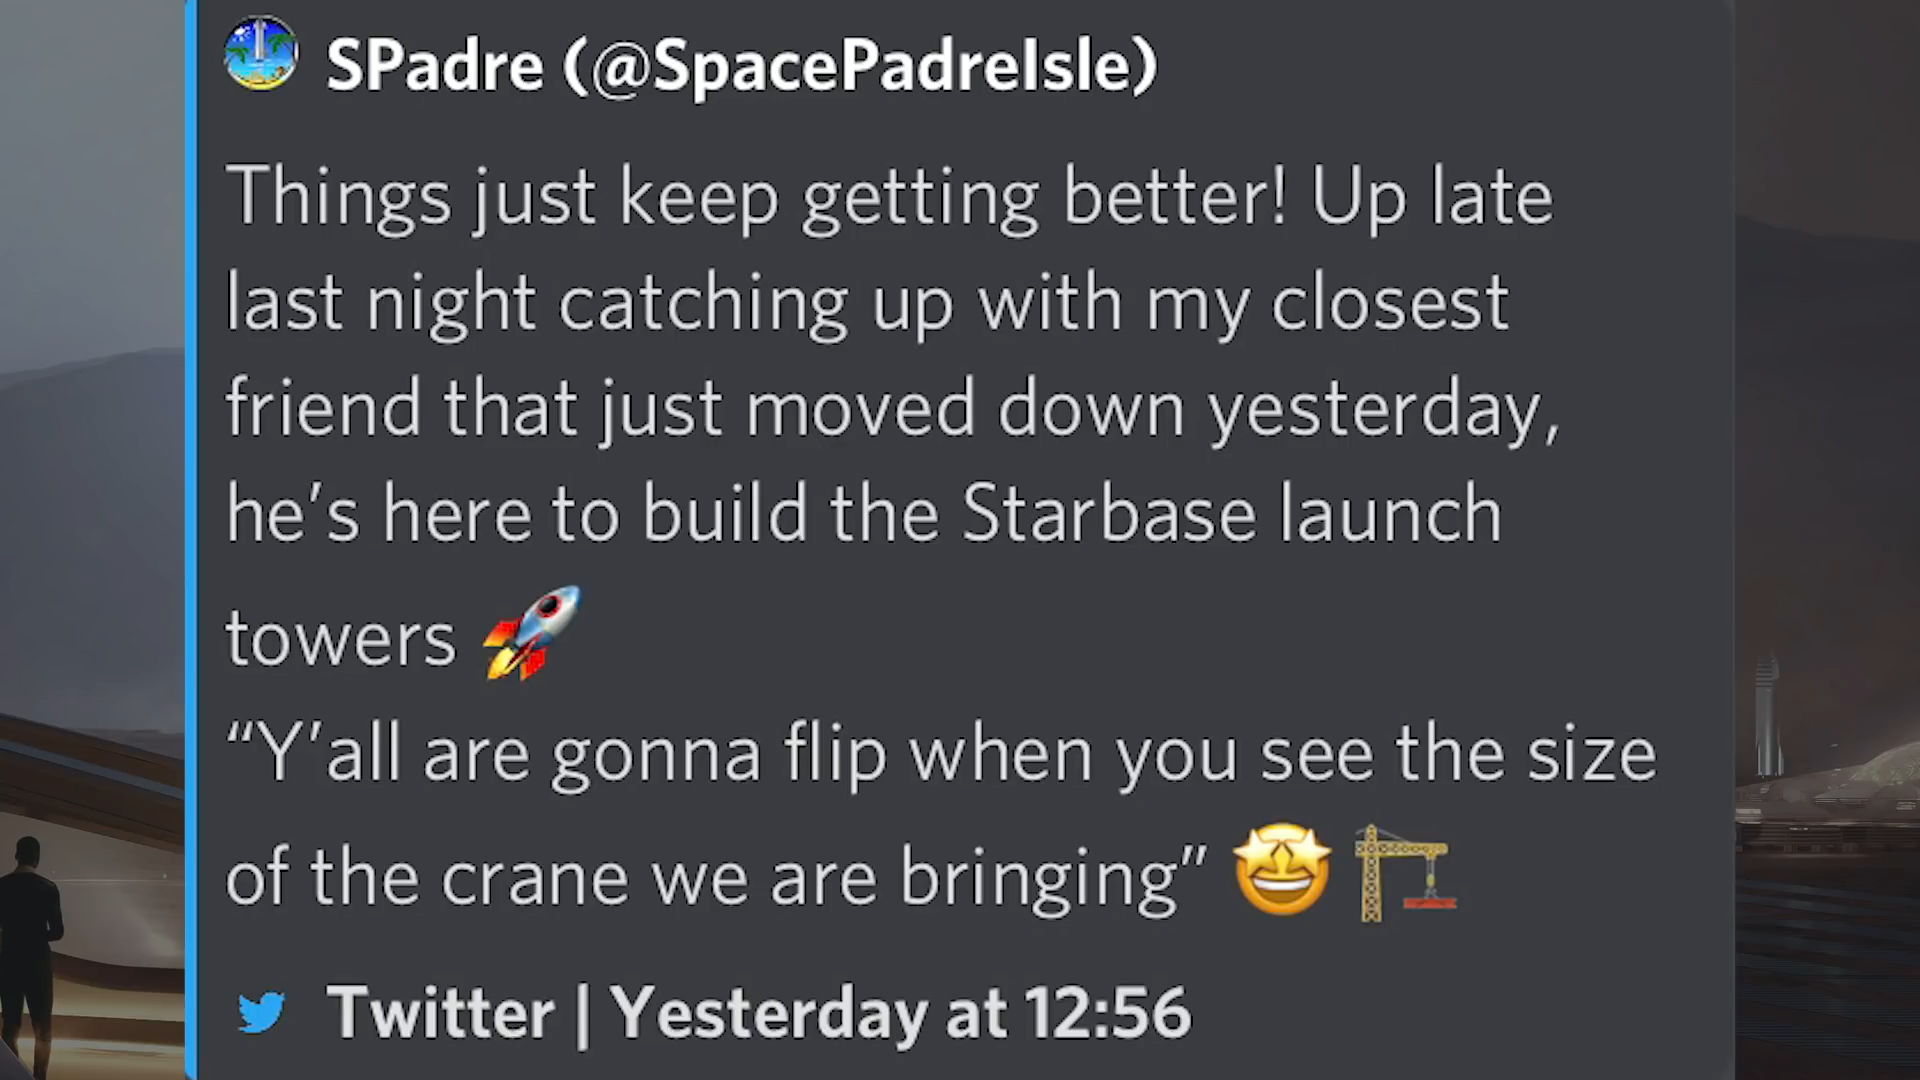 SPadre (@SpacePadreIsle)
Things just keep getting better! Up late
last night catching up with my closest
friend that just moved down yesterday,
he’s here to build the Starbase launch
towers 🚀
“Y’all are gonna flip when you see the size
of the crane we are bringing” 🤩 🏗
Twitter | Yesterday at 12:56